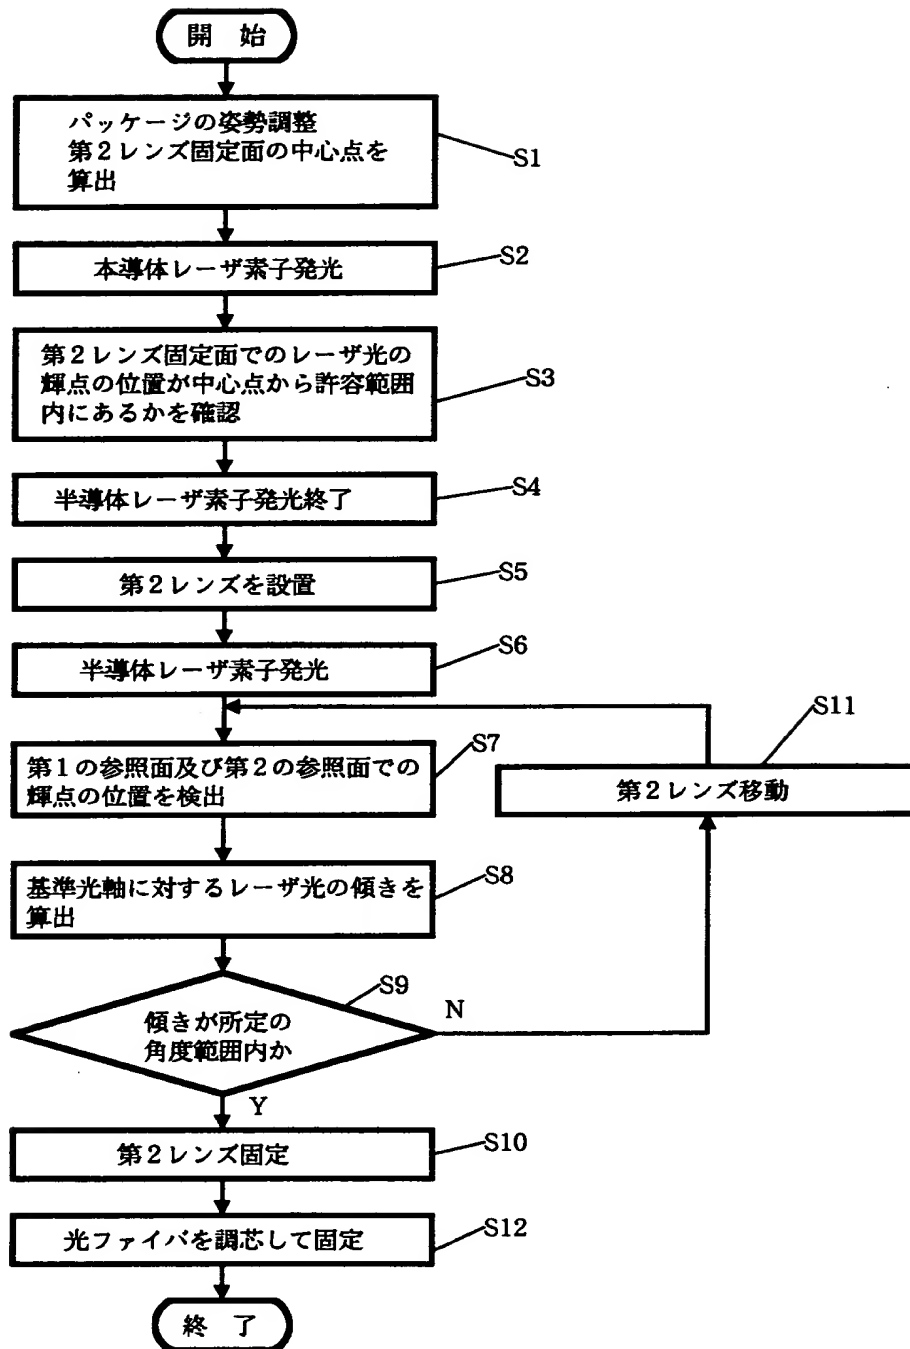 開 始
パッケージの姿勢調整
第2レンズ固定面の中心点を
算出
S1
本導体レーザ素子発光
S2
第2レンズ固定面でのレーザ光の
輝点の位置が中心点から許容範囲
内にあるかを確認
S3
半導体レーザ素子発光終了
S4
第2レンズを設置
S5
半導体レーザ素子発光
S6
第1の参照面及び第2の参照面での
輝点の位置を検出
S7
第2レンズ移動
S11
基準光軸に対するレーザ光の傾きを
算出
S8
傾きが所定の
角度範囲内か
S9
N
Y
第2レンズ固定
S10
光ファイバを調芯して固定
S12
終 了